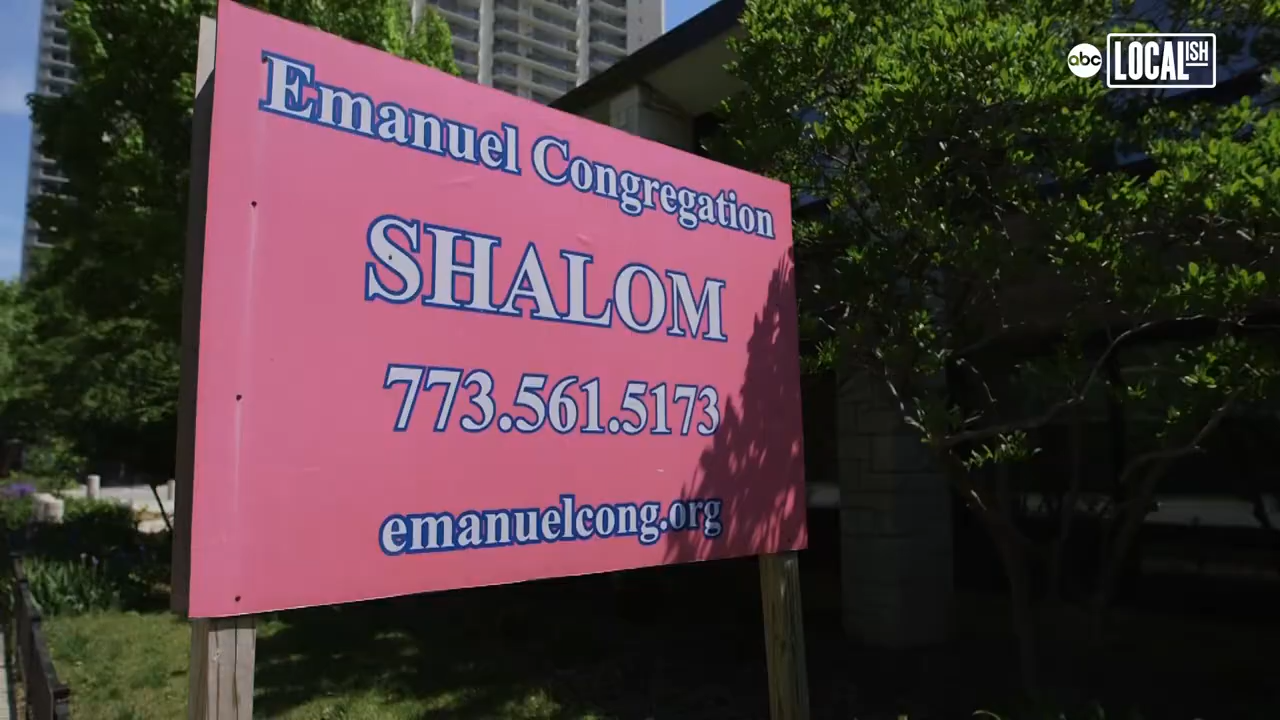 Emanuel Congregation
SHALOM
773.561.5173
emanuelcong.org
abc LOCALISH